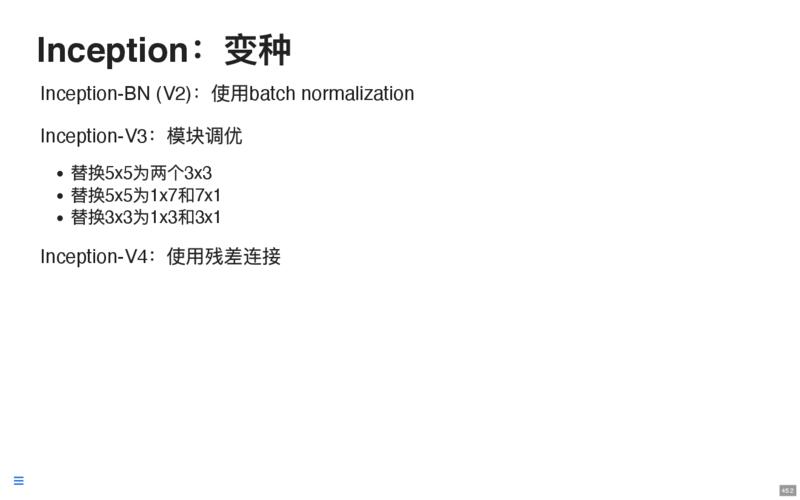 Inception：变种
Inception-BN (V2)：使用batch normalization
Inception-V3：模块调优
• 替换5x5为两个3x3
• 替换5x5为1x7和7x1
• 替换3x3为1x3和3x1
Inception-V4：使用残差连接
45.2